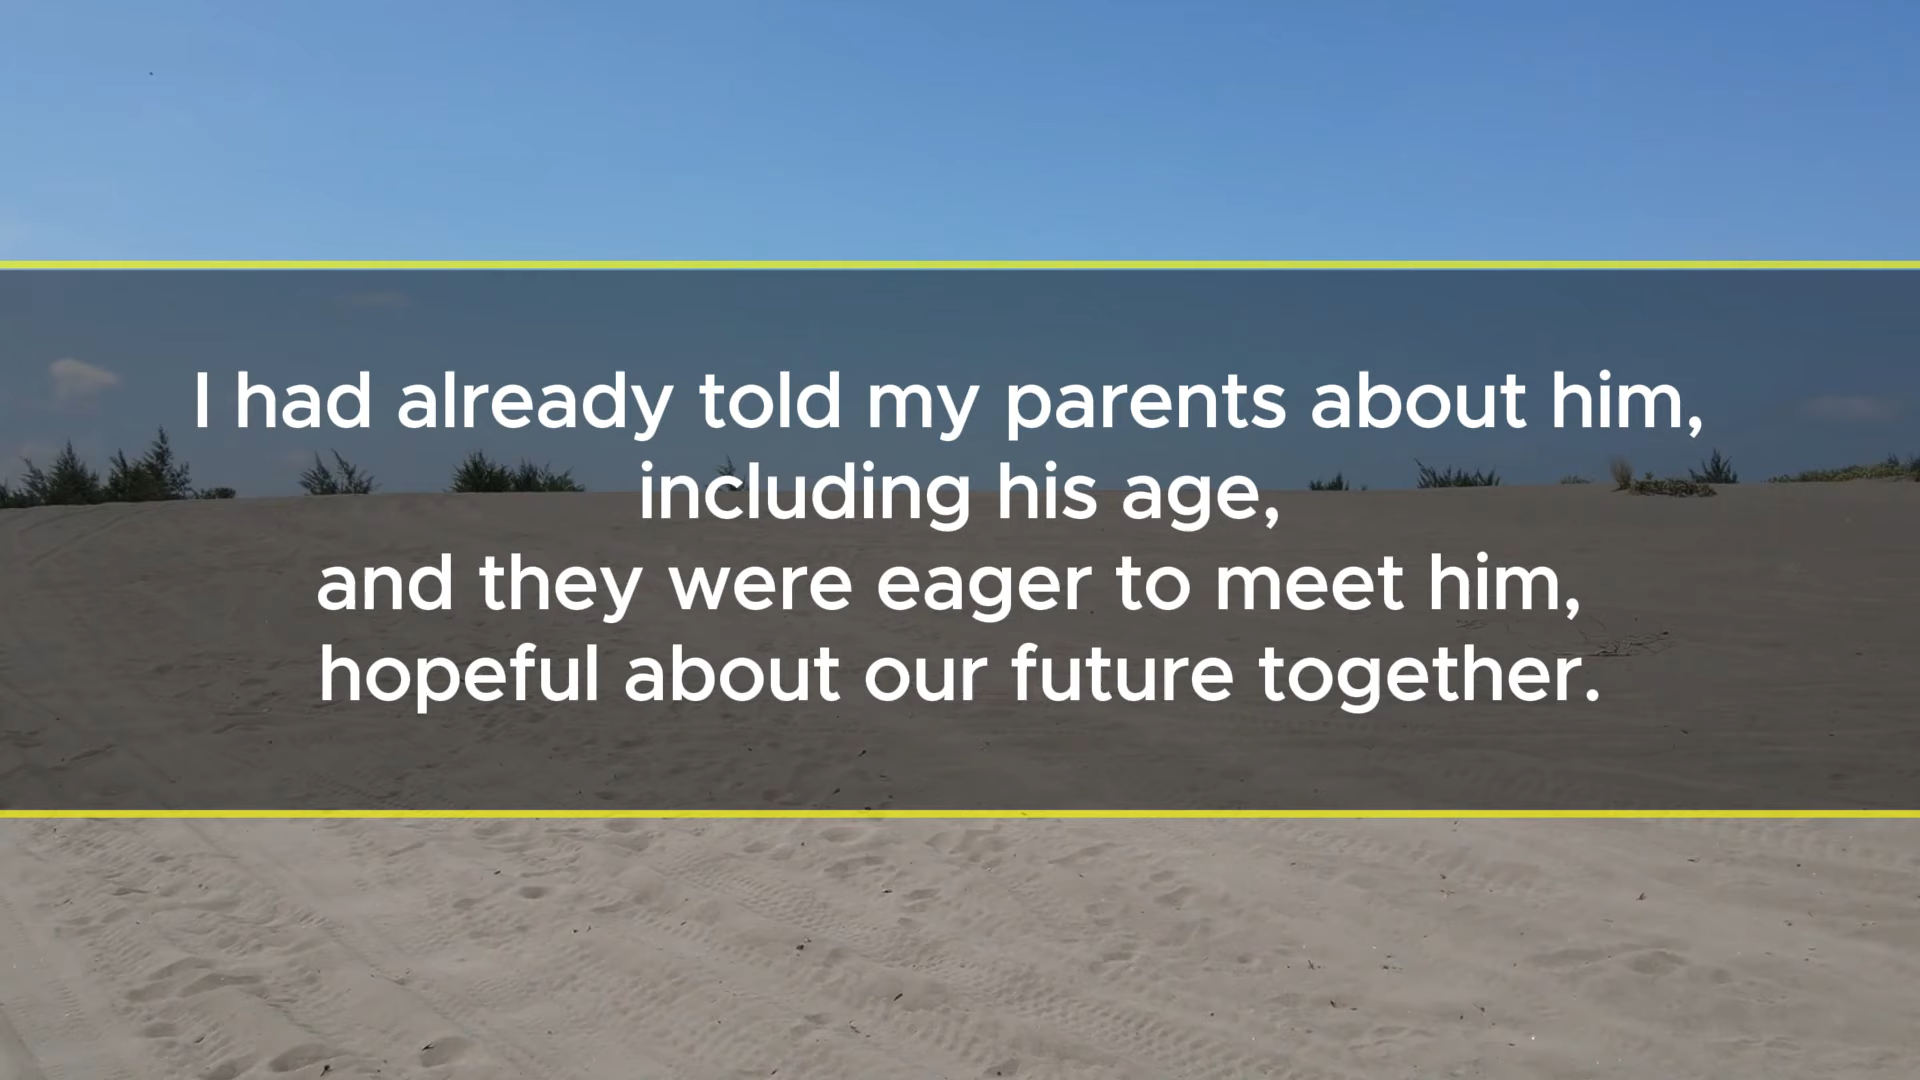 I had already told my parents about him,
including his age,
and they were eager to meet him,
hopeful about our future together.